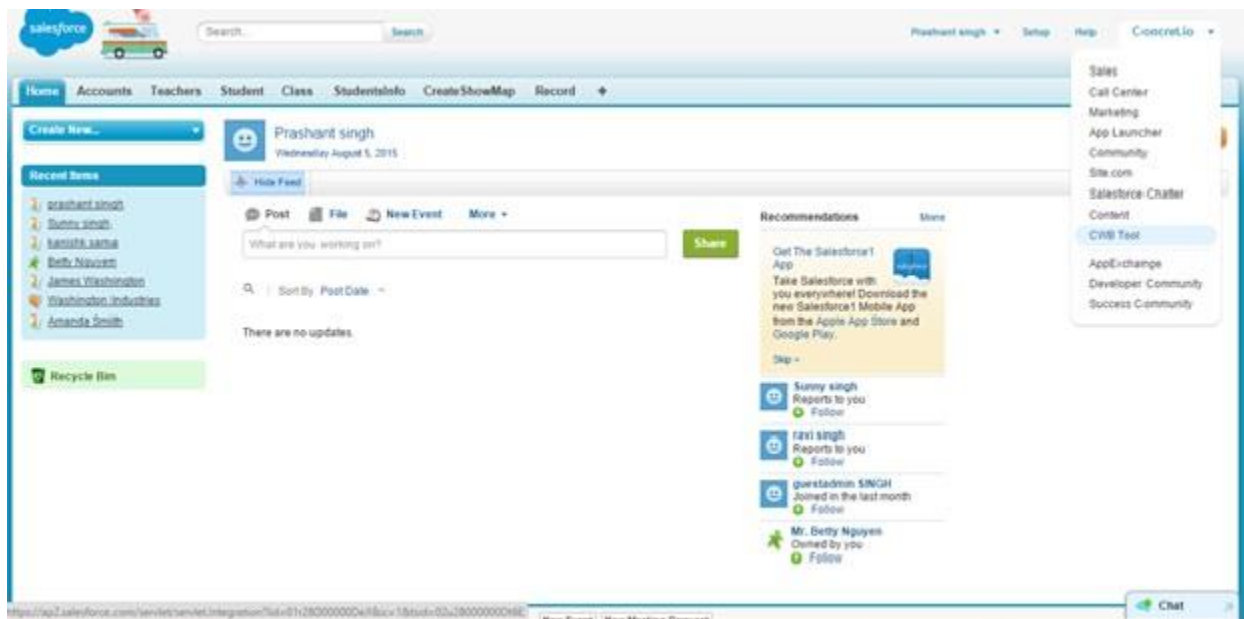 salesforce
Search...
Search
Prashant singh
Setup
Help
Concret.io
Home Accounts Teachers Student Class StudentsInfo CreateShowMap Record +
Sales
Call Center
Marketing
App Launcher
Community
Site.com
Salesforce Chatter
Content
CWB Tool
AppExchange
Developer Community
Success Community
Create New...
Recent Items
prashant singh
Sunny singh
kanishk
Betty Nguyen
James Washington
Washington Industries
Amanda Smith
Recycle Bin
Prashant singh
Wednesday August 5, 2015
Hide Feed
Post File New Event More
What are you working on?
Share
Sort By Post Date
There are no updates.
Recommendations More
Get The Salesforce1
App
Take Salesforce with
you everywhere! Download the
new Salesforce1 Mobile App
from the Apple App Store and
Google Play.
Skip
Sunny singh
Reports to you
Follow
ravi singh
Reports to you
Follow
guestadmin SINGH
Joined in the last month
Follow
Mr. Betty Nguyen
Owned by you
Follow
Chat